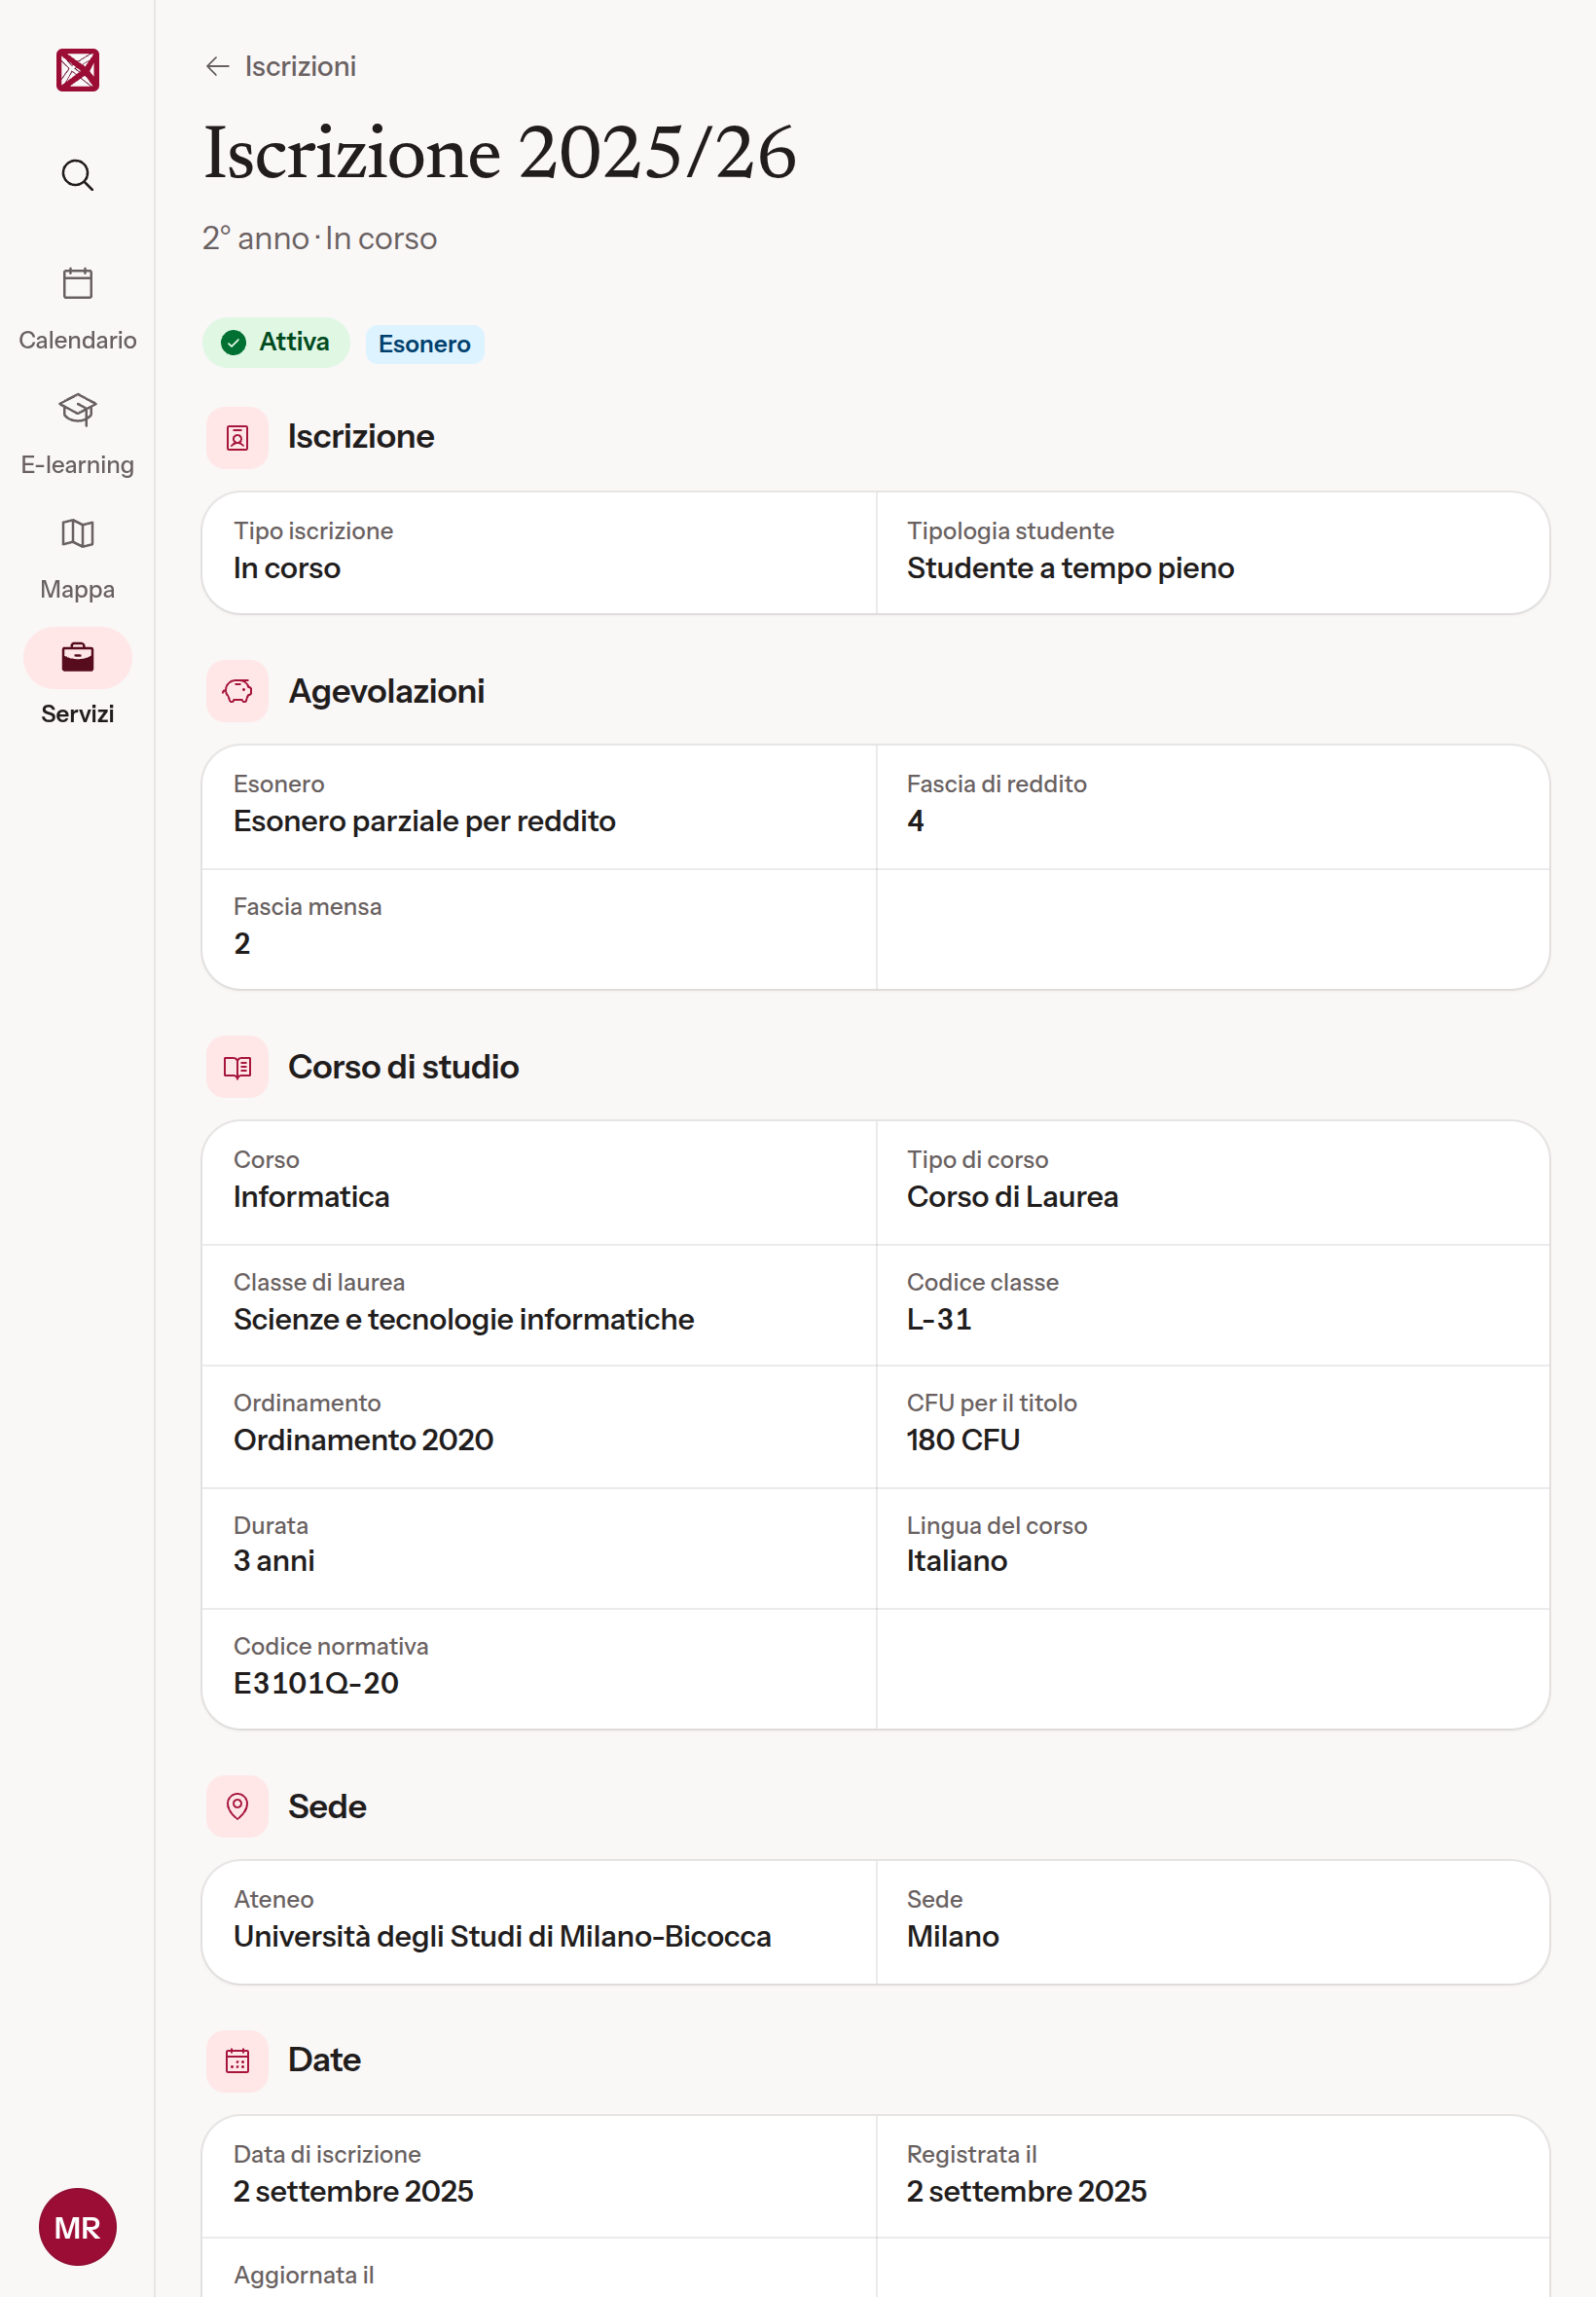 Iscrizioni
Iscrizione 2025/26
2° anno · In corso
Calendario
E-learning
Mappa
Servizi
MR
Attiva
Esonero
Iscrizione
Tipo iscrizione
In corso
Tipologia studente
Studente a tempo pieno
Agevolazioni
Esonero
Esonero parziale per reddito
Fascia di reddito
4
Fascia mensa
2
Corso di studio
Corso
Informatica
Tipo di corso
Corso di Laurea
Classe di laurea
Scienze e tecnologie informatiche
Codice classe
L-31
Ordinamento
Ordinamento 2020
CFU per il titolo
180 CFU
Durata
3 anni
Lingua del corso
Italiano
Codice normativa
E3101Q-20
Sede
Ateneo
Università degli Studi di Milano-Bicocca
Sede
Milano
Date
Data di iscrizione
2 settembre 2025
Registrata il
2 settembre 2025
Aggiornata il